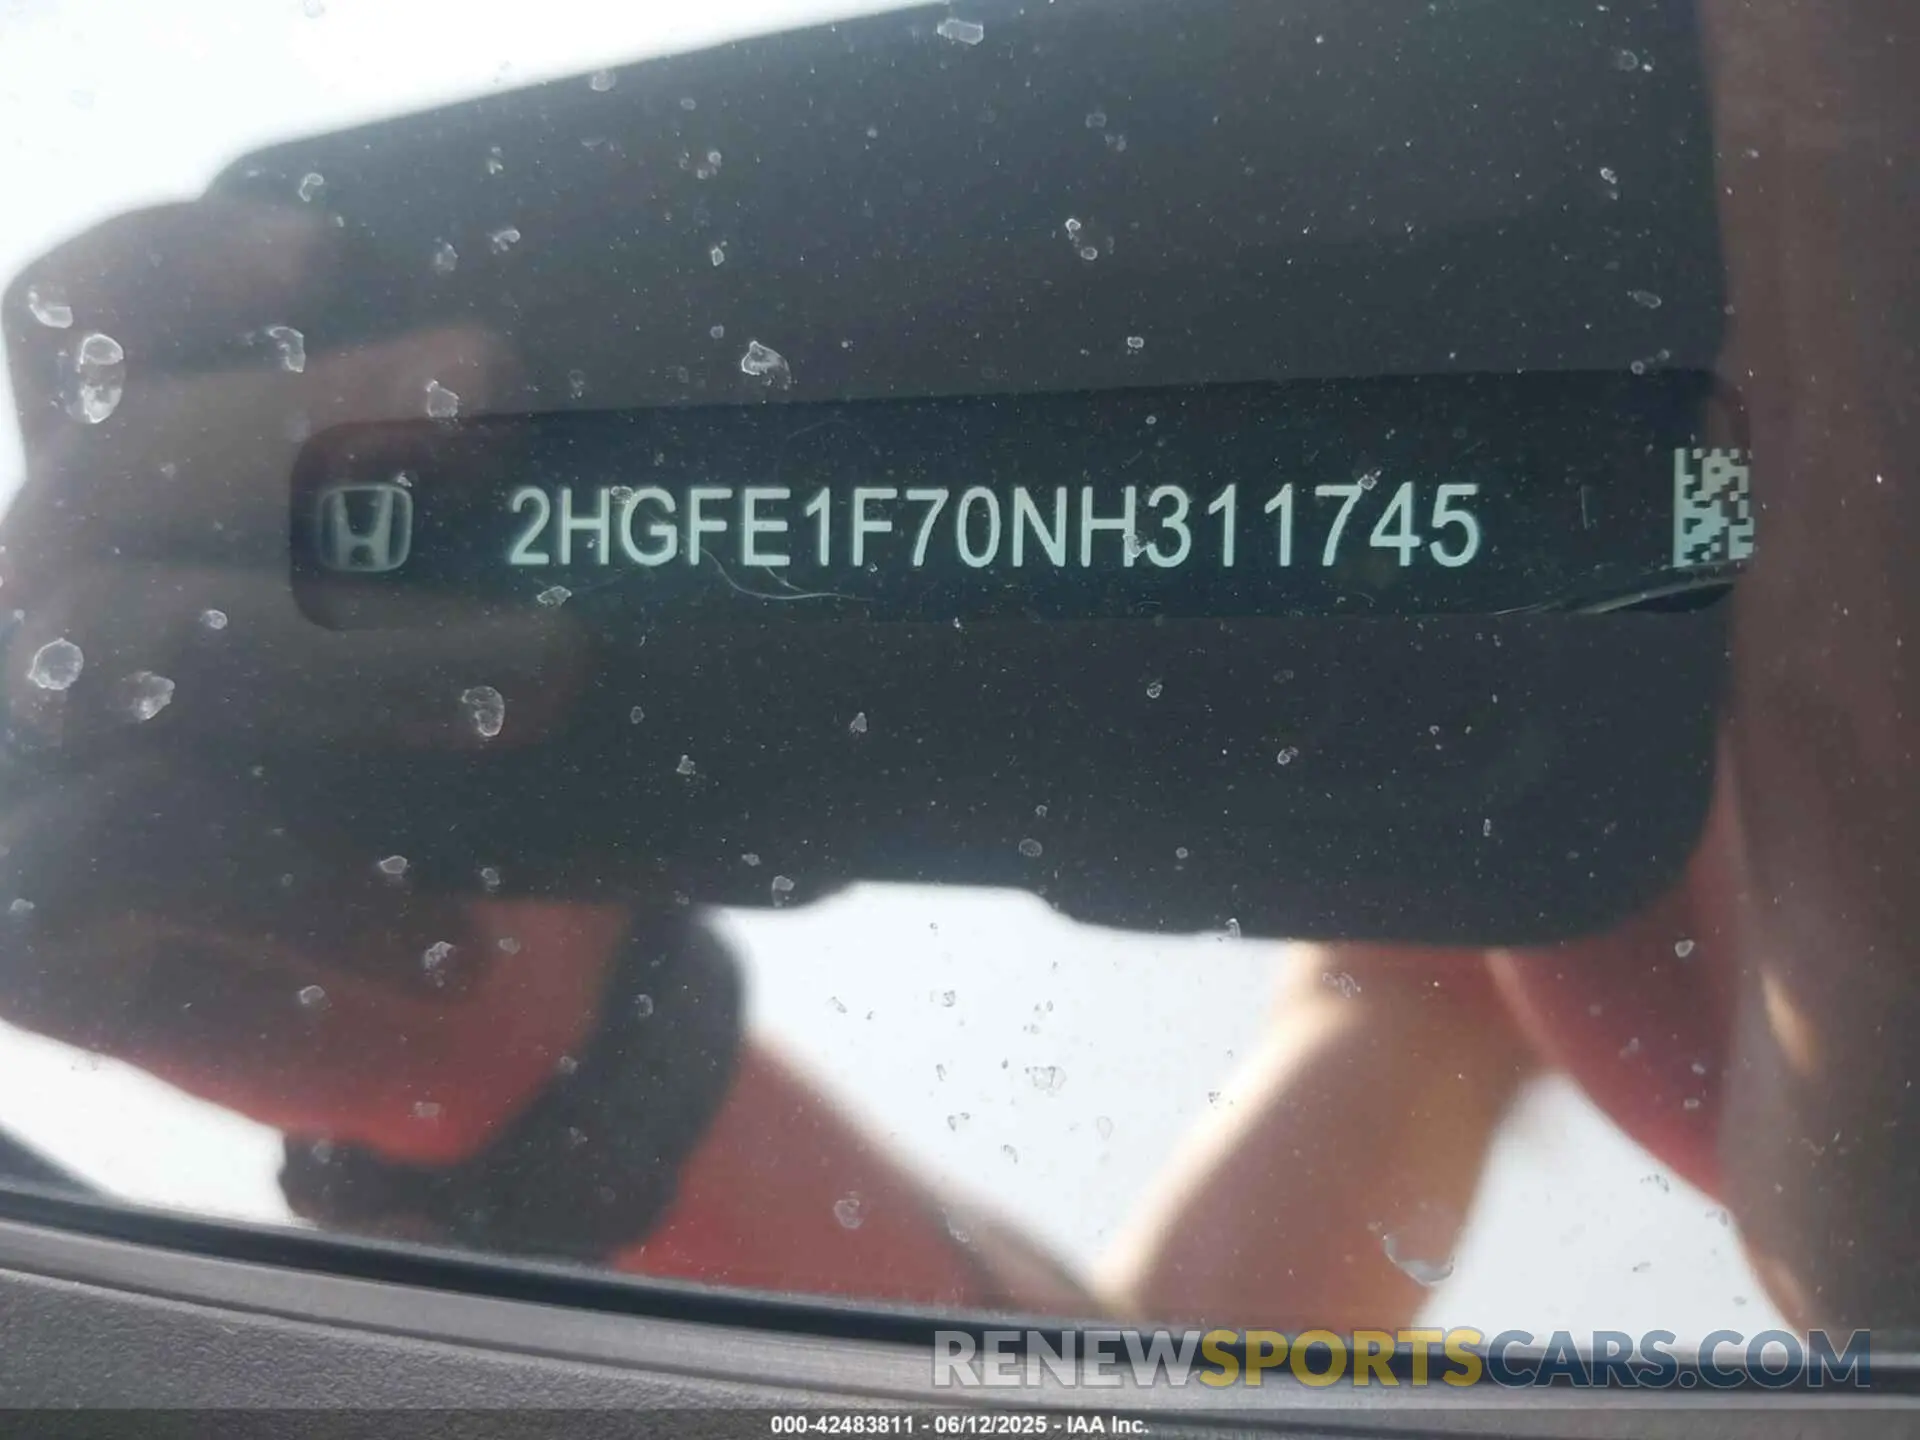 2HGFE1F70NH311745
RENEWSPORTSCARS.COM
000-42483811 - 06/12/2025 - IAA Inc.